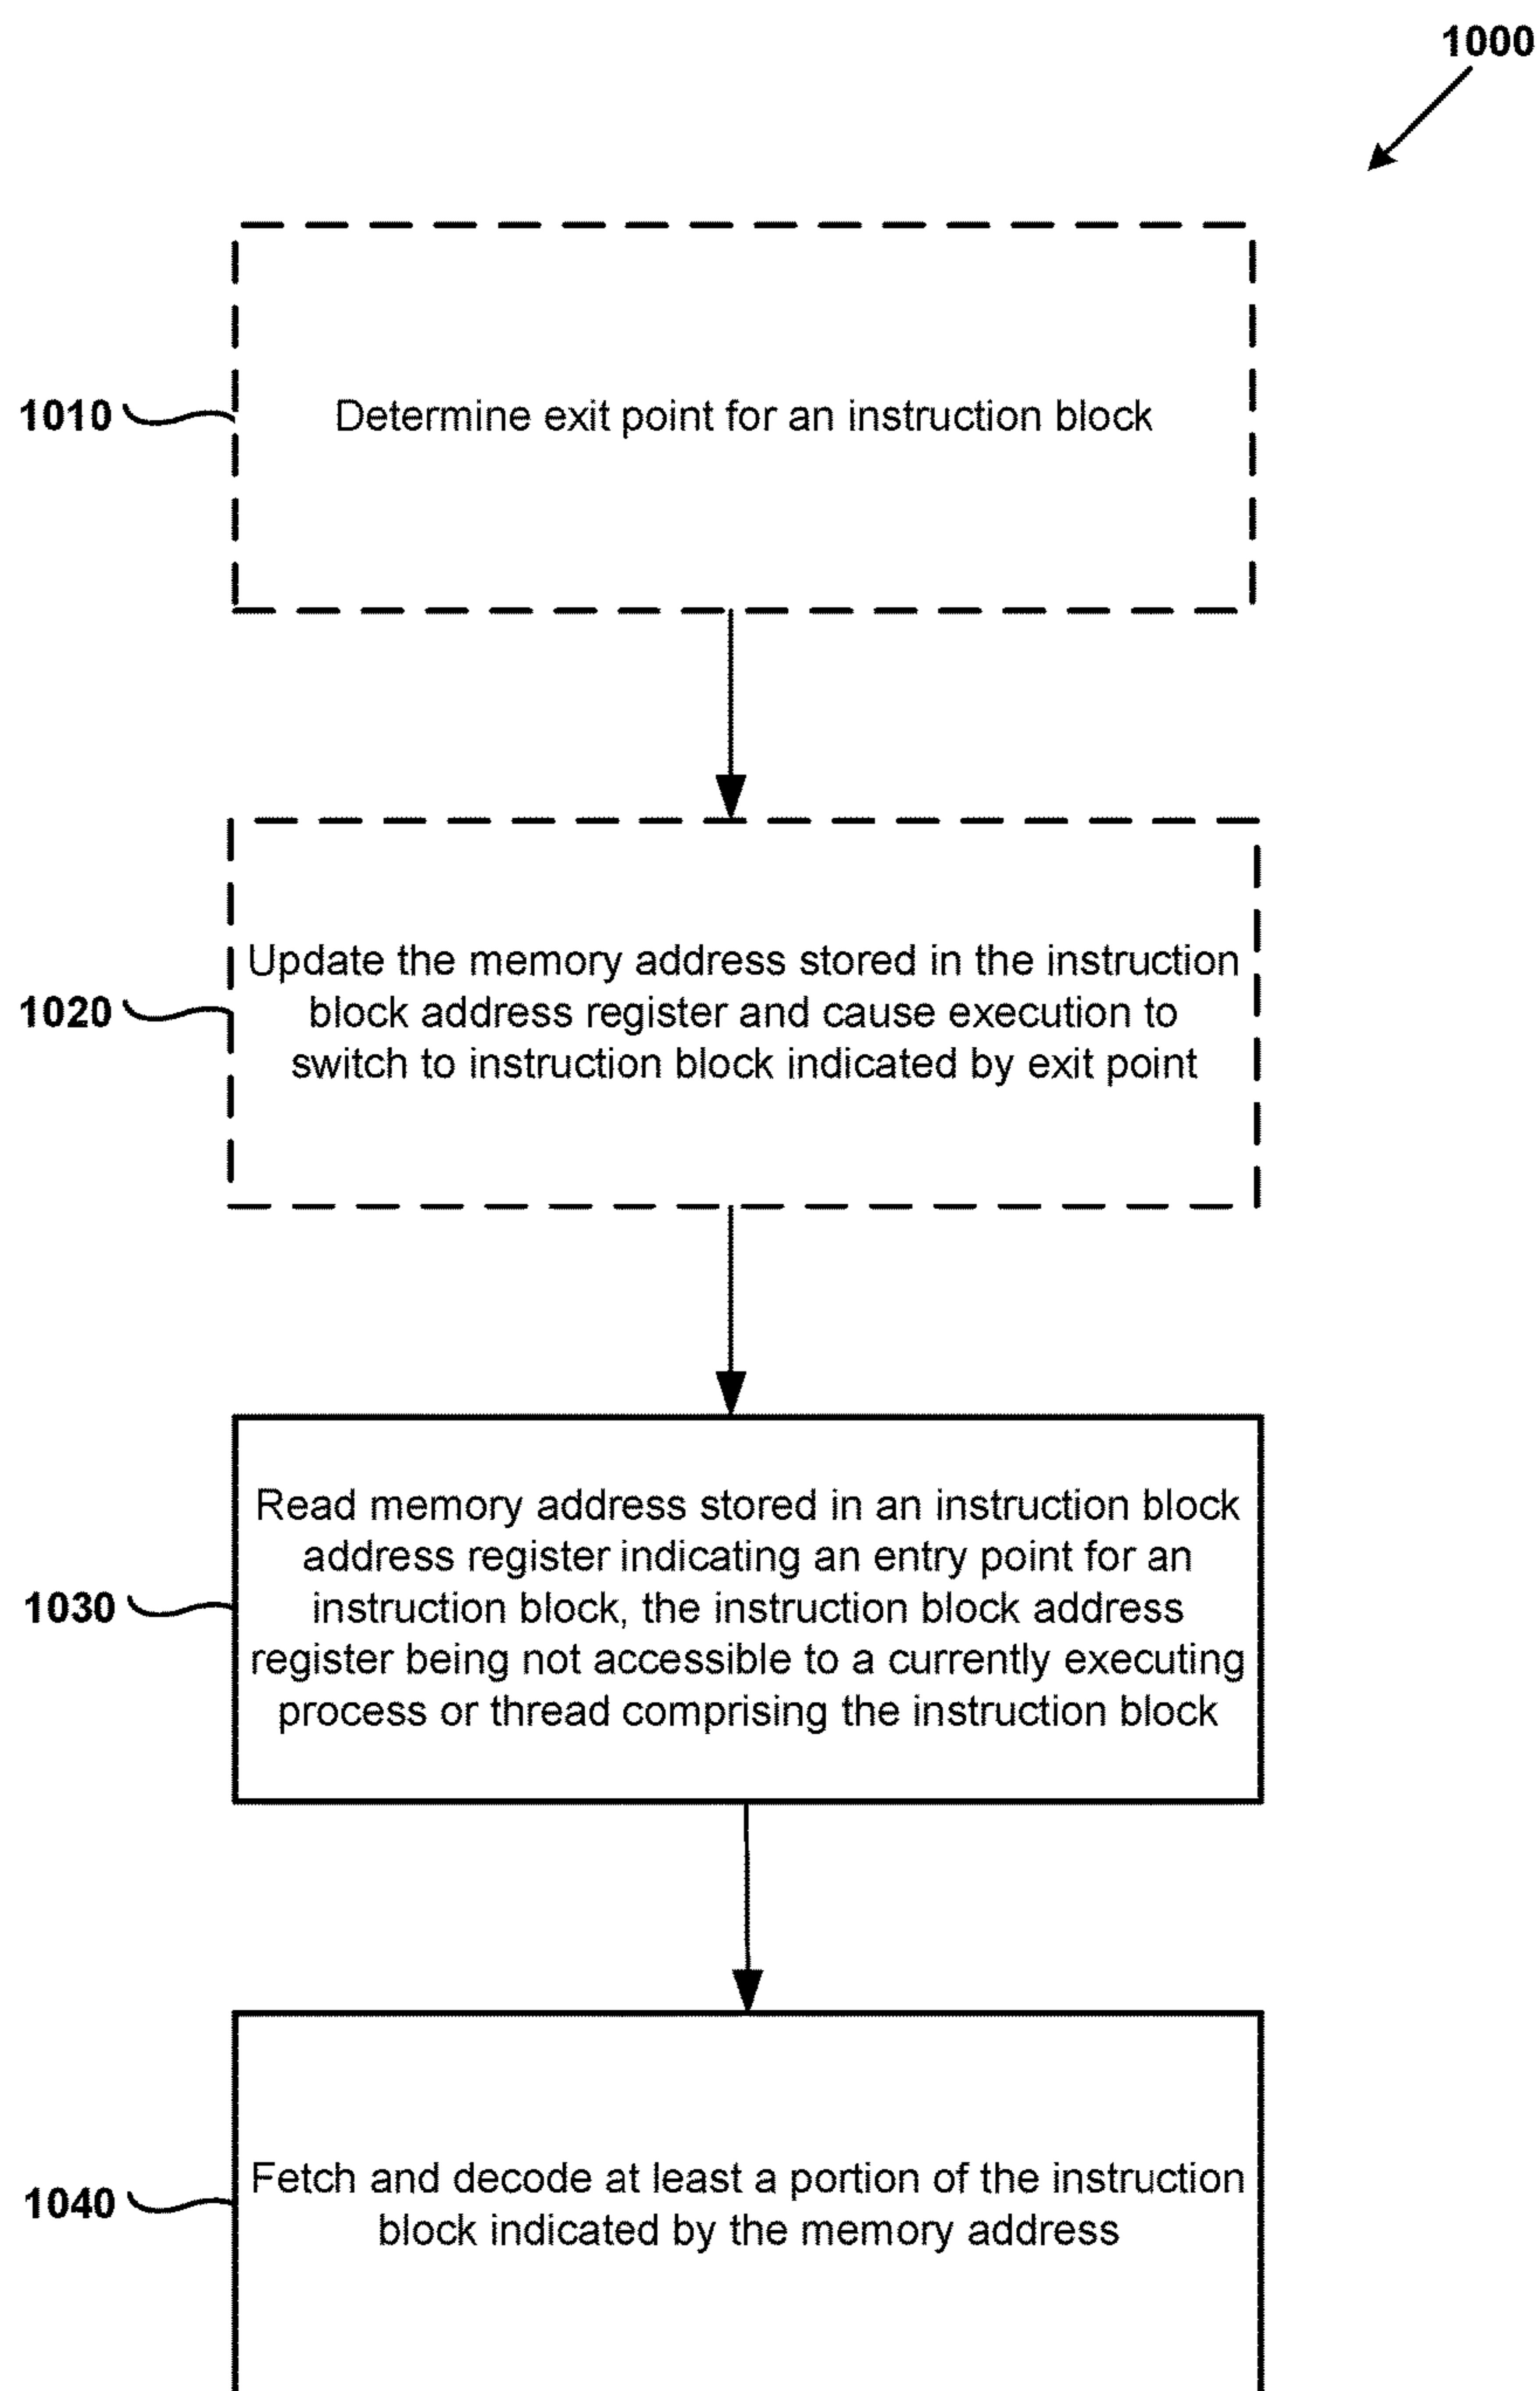 1000
1010
Determine exit point for an instruction block
Update the memory address stored in the instruction
1020
block address register and cause execution to
switch to instruction block indicated by exit point
Read memory address stored in an instruction block
address register indicating an entry point for an
1030
instruction block, the instruction block address
register being not accessible to a currently executing
process or thread comprising the instruction block
Fetch and decode at least a portion of the instruction
1040
block indicated by the memory address